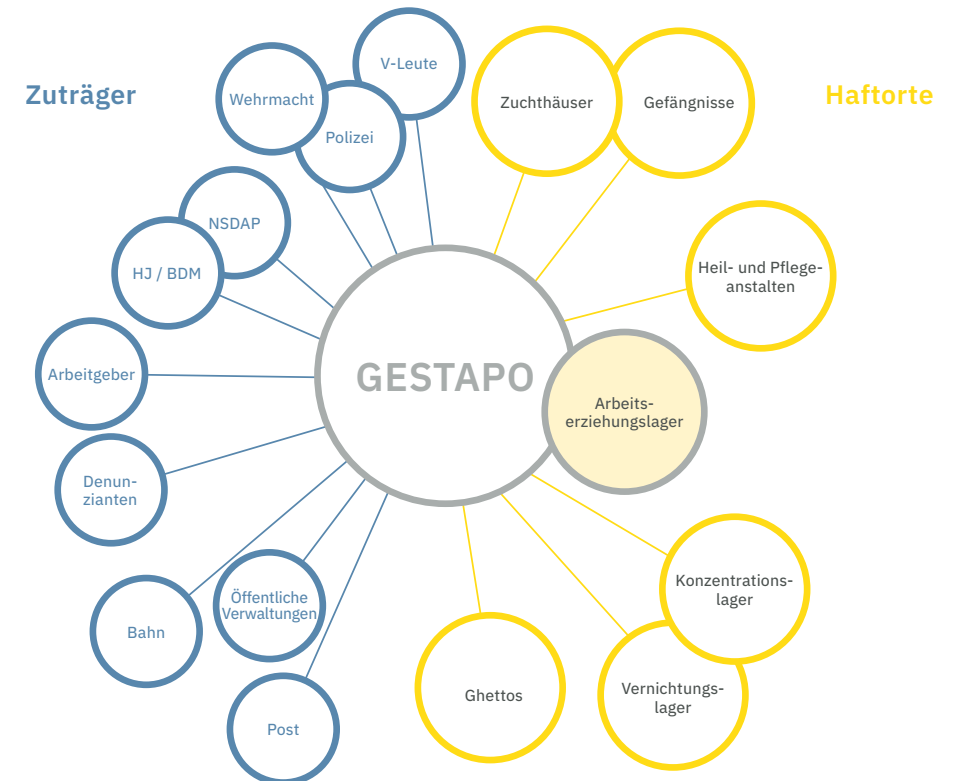 Zuträger
Haftorte
V-Leute
Wehrmacht
Polizei
Zuchthäuser
Gefängnisse
NSDAP
HJ / BDM
Heil- und Pflege-
anstalten
Arbeitgeber
GESTAPO
Arbeits-
erziehungslager
Denun-
zianten
Öffentliche
Verwaltungen
Bahn
Post
Ghettos
Konzentrations-
lager
Vernichtungs-
lager